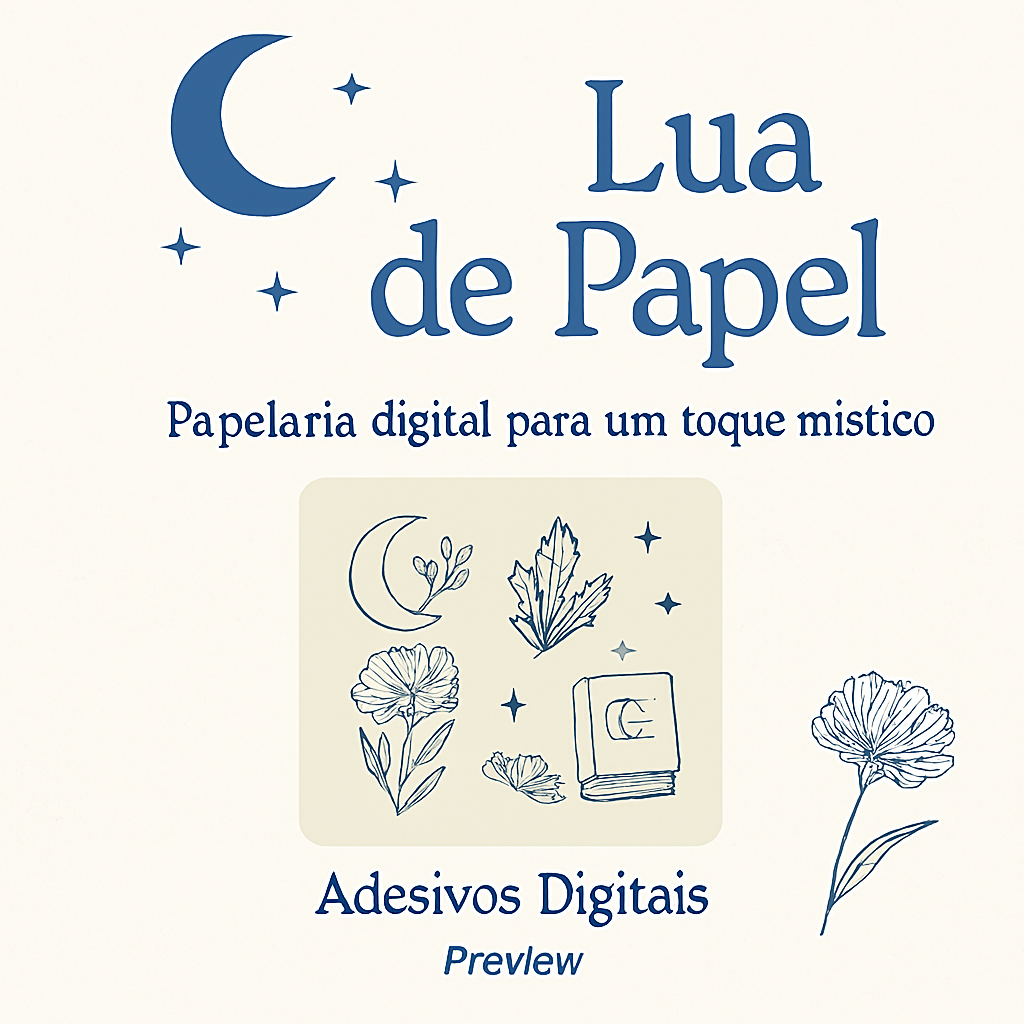 Lua
de Papel
Papelaria digital para um toque mistico
Adesivos Digitais
Prevlew